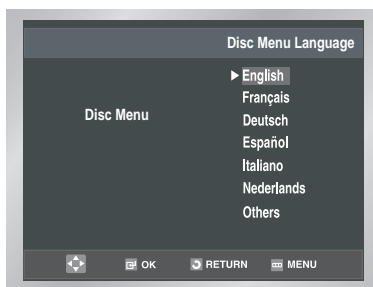 Disc Menu Language
Disc Menu
English
Français
Deutsch
Español
Italiano
Nederlands
Others
OK RETURN MENU